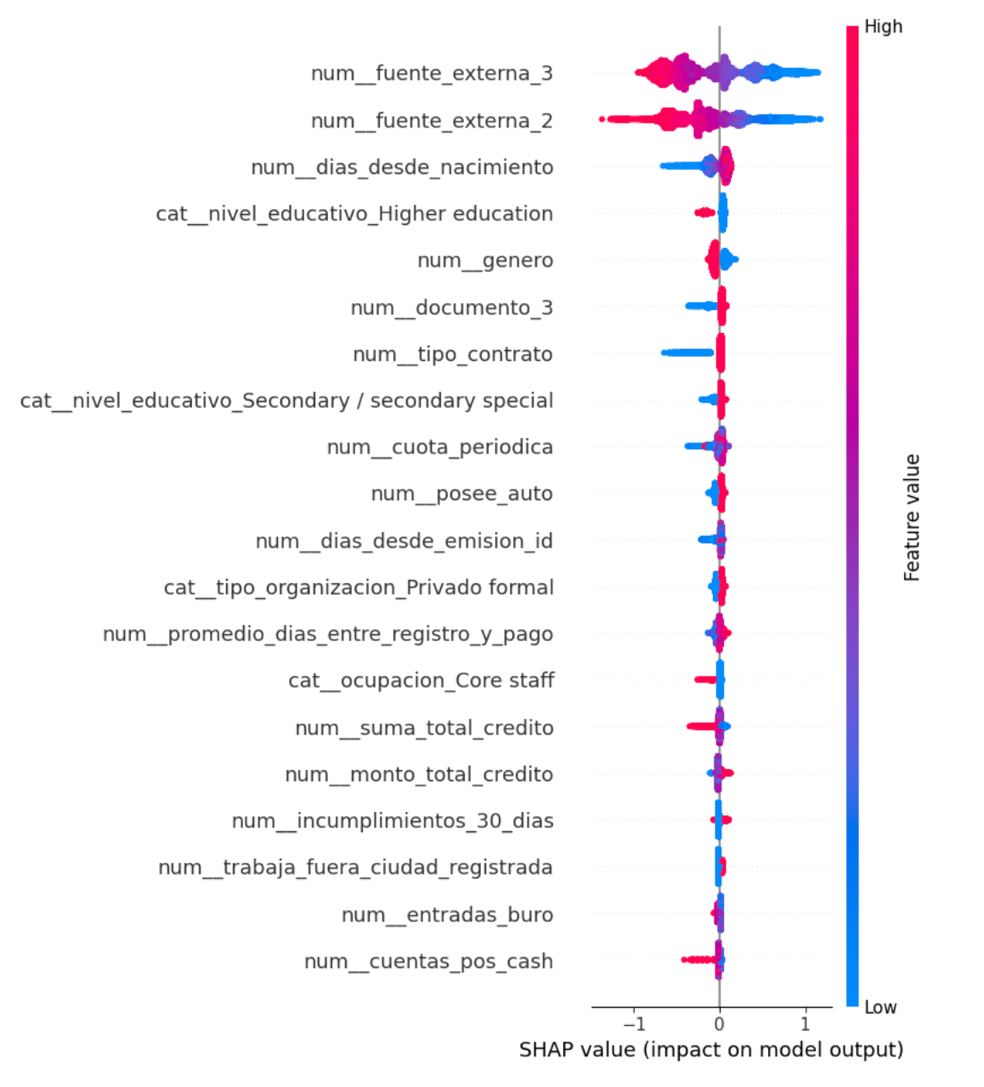 High
num__fuente_externa_3
num__fuente_externa_2
num__dias_desde_nacimiento
cat__nivel_educativo_Higher education
num__genero
num__documento_3
num__tipo_contrato
cat__nivel_educativo_Secondary / secondary special
num__cuota_periodica
num__posee_auto
num__dias_desde_emision_id
cat__tipo_organizacion_Privado formal
num__promedio_dias_entre_registro_y_pago
cat__ocupacion_Core staff
num__suma_total_credito
num__monto_total_credito
num__incumplimientos_30_dias
num__trabaja_fuera_ciudad_registrada
num__entradas_buro
num__cuentas_pos_cash
Feature value
Low
−1 0 1
SHAP value (impact on model output)